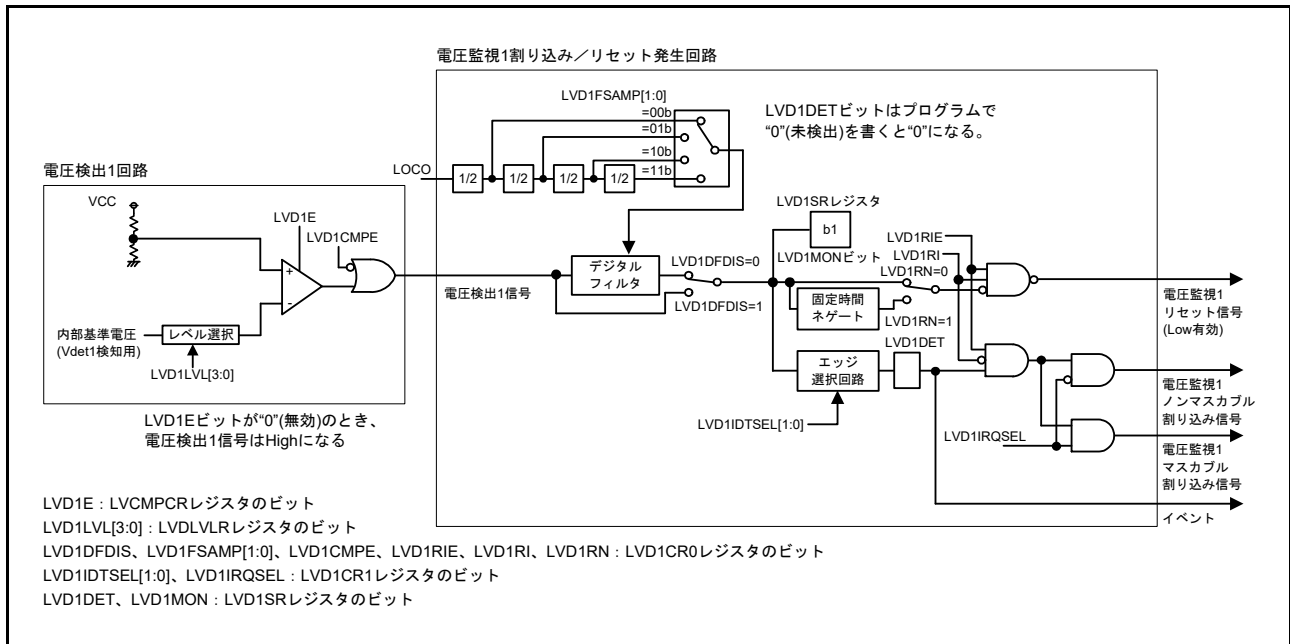 電圧監視1割り込み／リセット発生回路
LVD1FSAMP[1:0]
=00b
=01b
=10b
=11b
LVD1DETビットはプログラムで
“0”(未検出)を書くと“0”になる。
電圧検出1回路
LOCO
1/2
1/2
1/2
1/2
VCC
LVD1E
LVD1CMPE
+
-
内部基準電圧
(Vdet1検知用)
レベル選択
LVD1LVL[3:0]
LVD1Eビットが“0”(無効)のとき、
電圧検出1信号はHighになる
電圧検出1信号
デジタル
フィルタ
LVD1DFDIS=0
LVD1DFDIS=1
LVD1SRレジスタ
b1
LVD1MONビット
LVD1RIE
LVD1RI
LVD1RN=0
固定時間
ネゲート
LVD1RN=1
エッジ
選択回路
LVD1DET
LVD1IDTSEL[1:0]
LVD1IRQSEL
電圧監視1
リセット信号
(Low有効)
電圧監視1
ノンマスカブル
割り込み信号
電圧監視1
マスカブル
割り込み信号
イベント
LVD1E：LVCMPCRレジスタのビット
LVD1LVL[3:0]：LVDLVLRレジスタのビット
LVD1DFDIS、LVD1FSAMP[1:0]、LVD1CMPE、LVD1RIE、LVD1RI、LVD1RN：LVD1CR0レジスタのビット
LVD1IDTSEL[1:0]、LVD1IRQSEL：LVD1CR1レジスタのビット
LVD1DET、LVD1MON：LVD1SRレジスタのビット